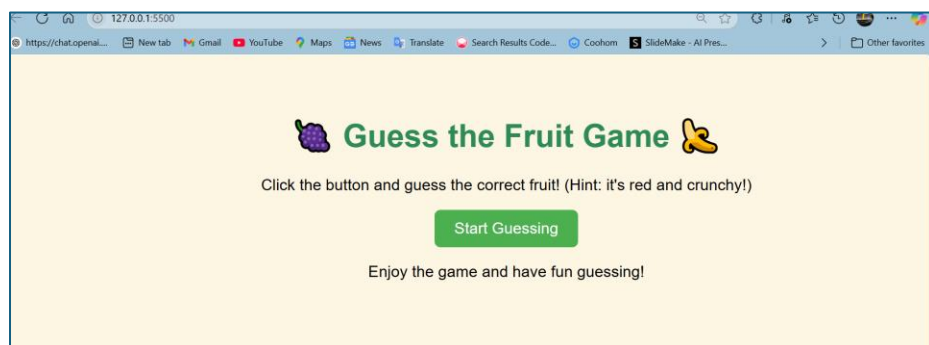 127.0.0.1:5500
https://chat.openai.... New tab Gmail YouTube Maps News Translate Search Results Code... Coohom SlideMake - AI Pres... Other favorites
🍇 Guess the Fruit Game 🍌
Click the button and guess the correct fruit! (Hint: it's red and crunchy!)
Start Guessing
Enjoy the game and have fun guessing!